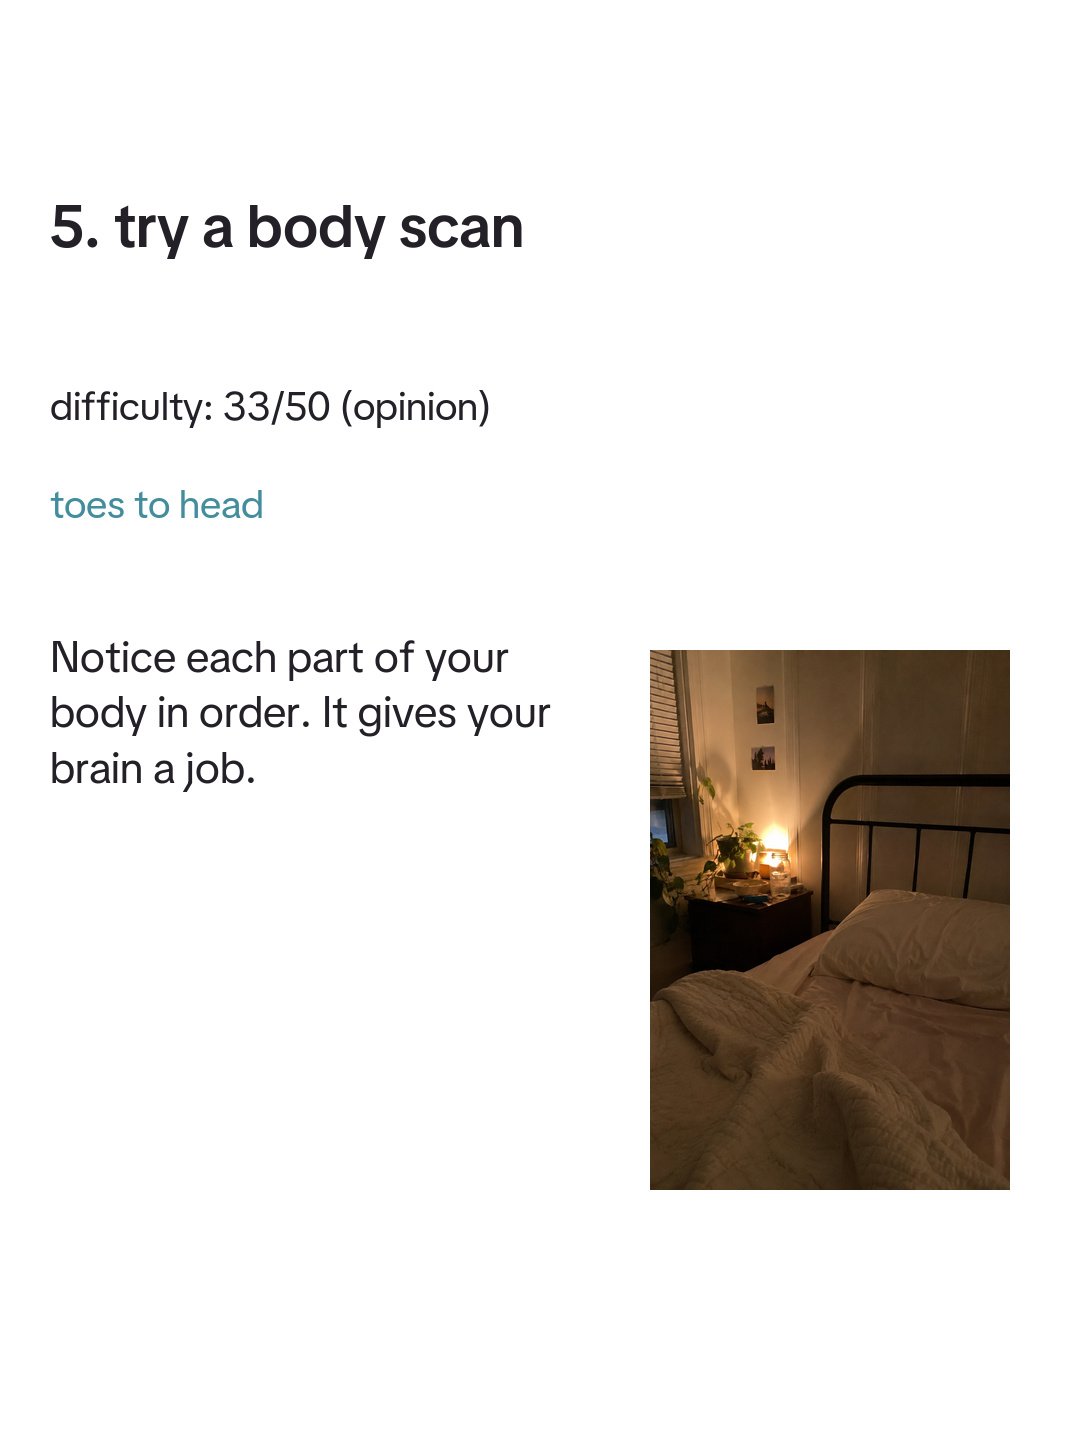 5. try a body scan
difficulty: 33/50 (opinion)
toes to head
Notice each part of your
body in order. It gives your
brain a job.